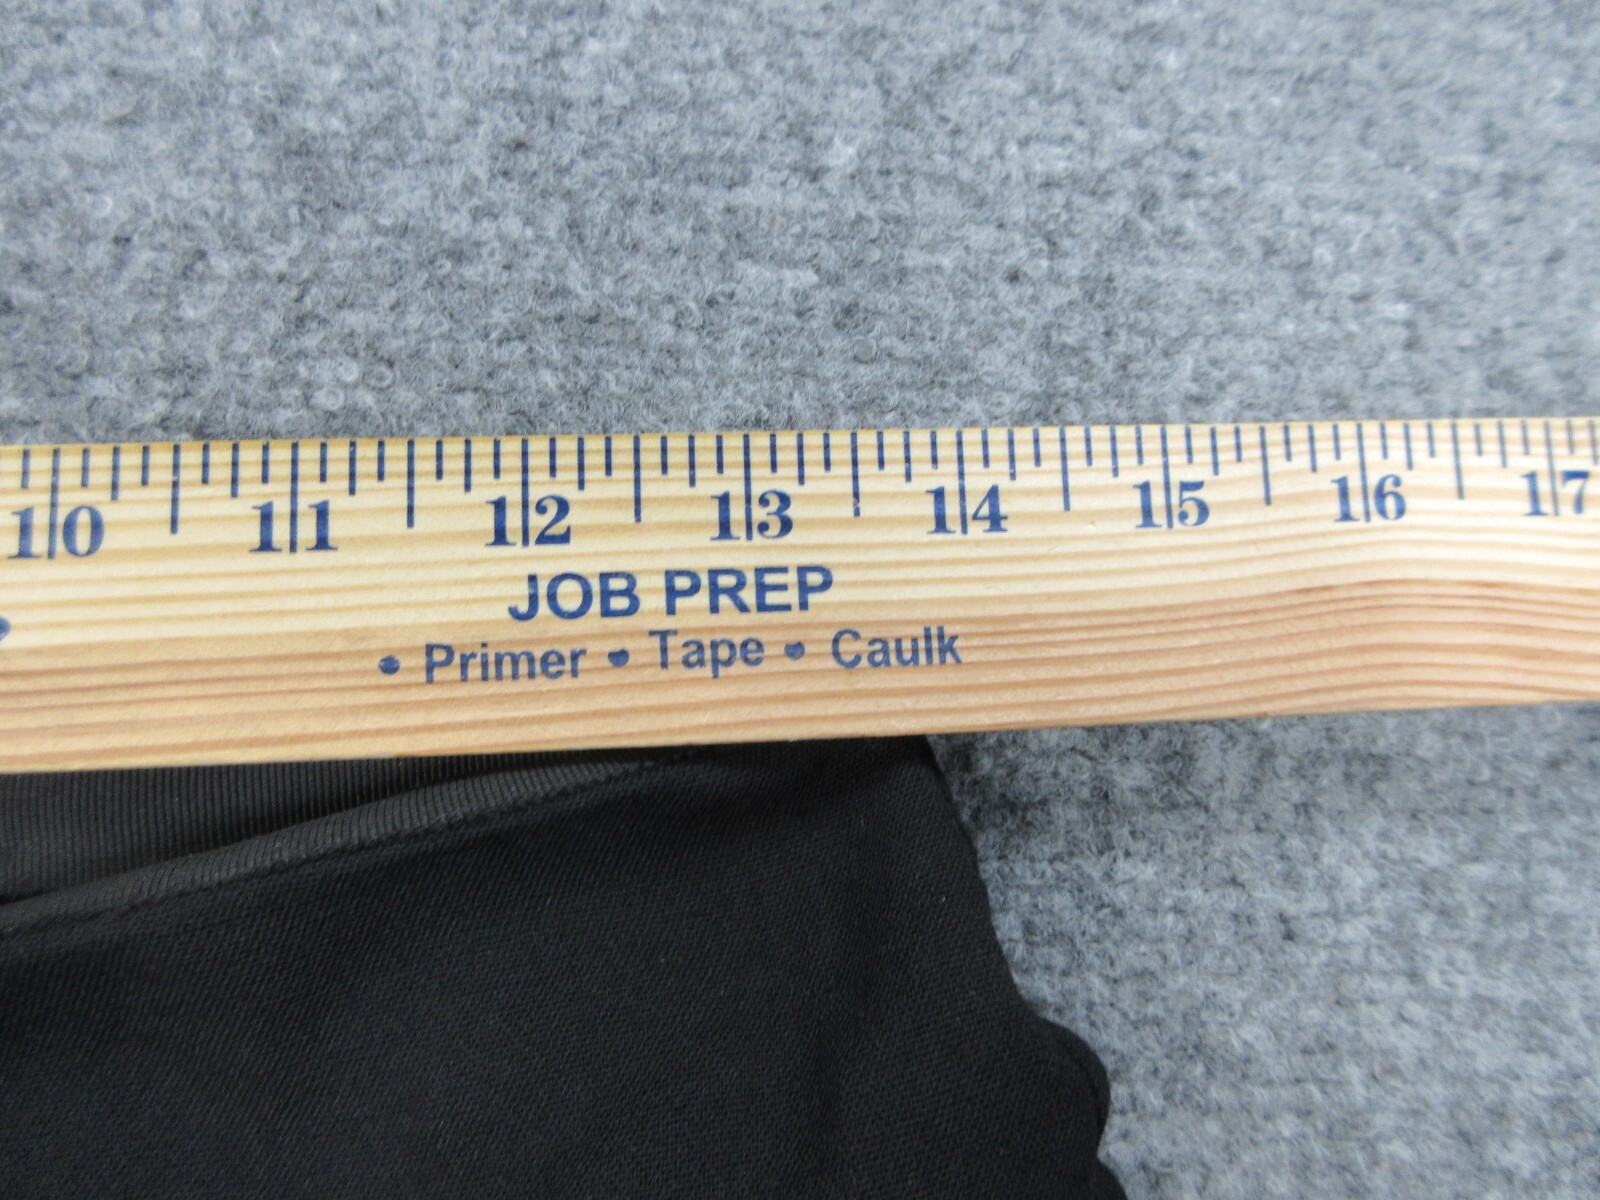 10 11 12 13 14 15 16 17
JOB PREP
• Primer • Tape • Caulk